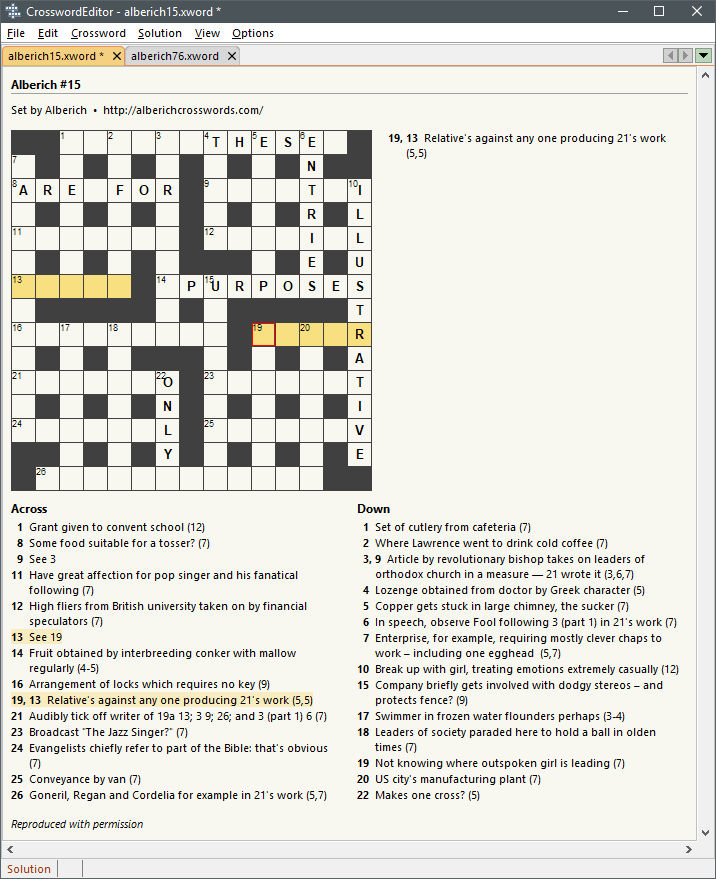 CrosswordEditor - alberich15.xword *
File Edit Crossword Solution View Options
alberich15.xword * alberich76.xword
Alberich #15
Set by Alberich • http://alberichcrosswords.com/
1 2 3 4 T H 5 E S 6 E
7 N
8 A R E F O R 9 T 10 I
R L
11 12 I L
E U
13 14 P 15 U R P O S E S
T
16 17 18 19 20 R
A
21 22 O 23 T
N I
24 L 25 V
Y E
26
19, 13 Relative's against any one producing 21's work
(5,5)
Across
1 Grant given to convent school (12)
8 Some food suitable for a tosser? (7)
9 See 3
11 Have great affection for pop singer and his fanatical
following (7)
12 High fliers from British university taken on by financial
speculators (7)
13 See 19
14 Fruit obtained by interbreeding conker with mallow
regularly (4-5)
16 Arrangement of locks which requires no key (9)
19, 13 Relative's against any one producing 21's work (5,5)
21 Audibly tick off writer of 19a 13; 3 9; 26; and 3 (part 1) 6 (7)
23 Broadcast "The Jazz Singer?" (7)
24 Evangelists chiefly refer to part of the Bible: that's obvious
(7)
25 Conveyance by van (7)
26 Goneril, Regan and Cordelia for example in 21's work (5,7)
Down
1 Set of cutlery from cafeteria (7)
2 Where Lawrence went to drink cold coffee (7)
3, 9 Article by revolutionary bishop takes on leaders of
orthodox church in a measure — 21 wrote it (3,6,7)
4 Lozenge obtained from doctor by Greek character (5)
5 Copper gets stuck in large chimney, the sucker (7)
6 In speech, observe Fool following 3 (part 1) in 21's work (7)
7 Enterprise, for example, requiring mostly clever chaps to
work – including one egghead (5,7)
10 Break up with girl, treating emotions extremely casually (12)
15 Company briefly gets involved with dodgy stereos – and
protects fence? (9)
17 Swimmer in frozen water flounders perhaps (3-4)
18 Leaders of society paraded here to hold a ball in olden
times (7)
19 Not knowing where outspoken girl is leading (7)
20 US city's manufacturing plant (7)
22 Makes one cross? (5)
Reproduced with permission
Solution